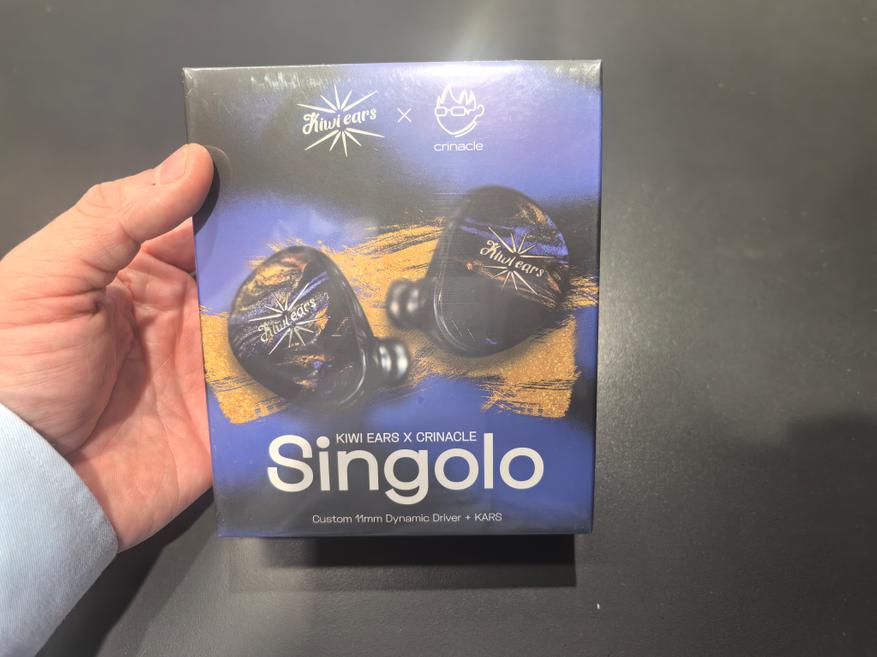 Kiwi ears × crinacle
Kiwi ears
Kiwi ears
KIWI EARS X CRINACLE
Singolo
Custom 11mm Dynamic Driver + KARS